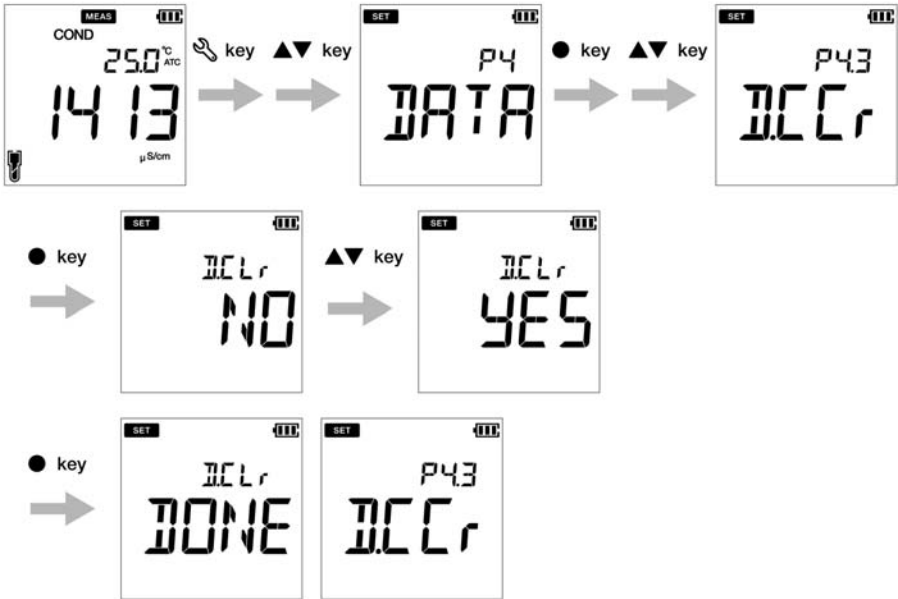 MEAS
COND
25.0 °C
ATC
1413
µS/cm
key
▲▼ key
SET
P4
DATA
● key
▲▼ key
SET
P4.3
D.CCr
● key
SET
D.CLr
NO
▲▼ key
SET
D.CLr
YES
● key
SET
D.CLr
DONE
SET
P4.3
D.CCr